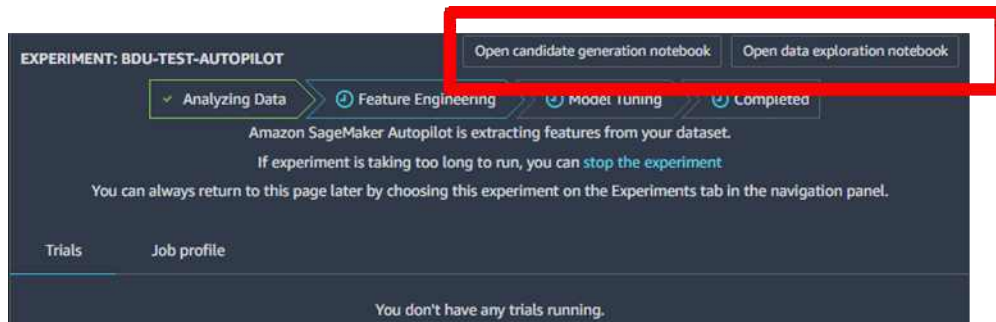 Open candidate generation notebook Open data exploration notebook
EXPERIMENT: BDU-TEST-AUTOPILOT
Analyzing Data Feature Engineering Model Tuning Completed
Amazon SageMaker Autopilot is extracting features from your dataset.
If experiment is taking too long to run, you can stop the experiment
You can always return to this page later by choosing this experiment on the Experiments tab in the navigation panel.
Trials Job profile
You don't have any trials running.